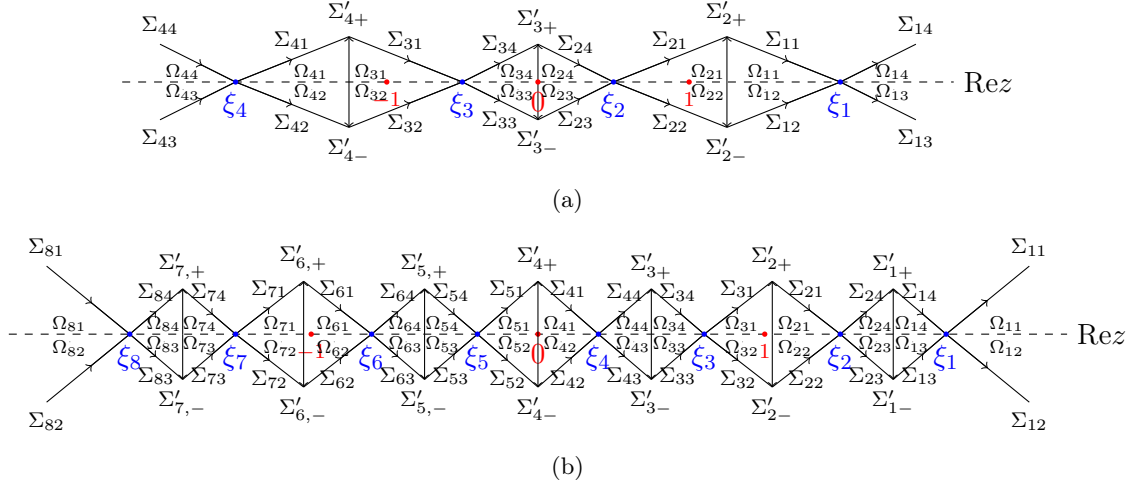 Σ44 Σ41 Σ′4+ Σ31 Σ34 Σ′3+ Σ24 Σ21 Σ′2+ Σ11 Σ14
Ω44 Ω41 Ω31 Ω34 Ω24 Ω21 Ω11 Ω14
Rez
Ω43 Ω42 Ω32 Ω33 Ω23 Ω22 Ω12 Ω13
ξ4 −1 ξ3 0 ξ2 1 ξ1
Σ43 Σ42 Σ′4− Σ32 Σ33 Σ′3− Σ23 Σ22 Σ′2− Σ12 Σ13
(a)
Σ81 Σ′7,+ Σ′6,+ Σ′5,+ Σ′4+ Σ′3+ Σ′2+ Σ′1+ Σ11
Σ84 Σ74 Σ71 Σ61 Σ64 Σ54 Σ51 Σ41 Σ44 Σ34 Σ31 Σ21 Σ24 Σ14
Ω81 Ω84 Ω74 Ω71 Ω61 Ω64 Ω54 Ω51 Ω41 Ω44 Ω34 Ω31 Ω21 Ω24 Ω14 Ω11
Rez
Ω82 Ω83 Ω73 Ω72 Ω62 Ω63 Ω53 Ω52 Ω42 Ω43 Ω33 Ω32 Ω22 Ω23 Ω13 Ω12
ξ8 ξ7 −1 ξ6 ξ5 0 ξ4 ξ3 1 ξ2 ξ1
Σ83 Σ73 Σ72 Σ62 Σ63 Σ53 Σ52 Σ42 Σ43 Σ33 Σ32 Σ22 Σ23 Σ13
Σ82 Σ′7,− Σ′6,− Σ′5,− Σ′4− Σ′3− Σ′2− Σ′1− Σ12
(b)